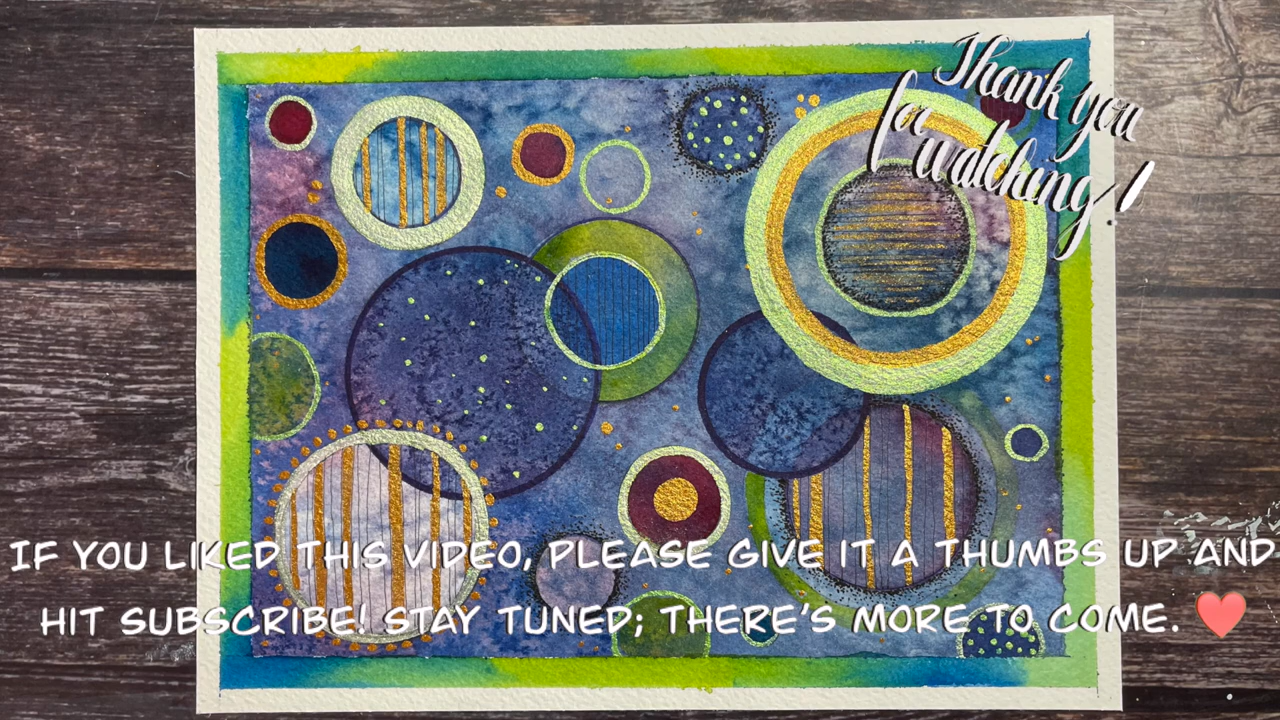 Thank you
for watching!
IF YOU LIKED THIS VIDEO, PLEASE GIVE IT A THUMBS UP AND
HIT SUBSCRIBE! STAY TUNED; THERE'S MORE TO COME. ❤️